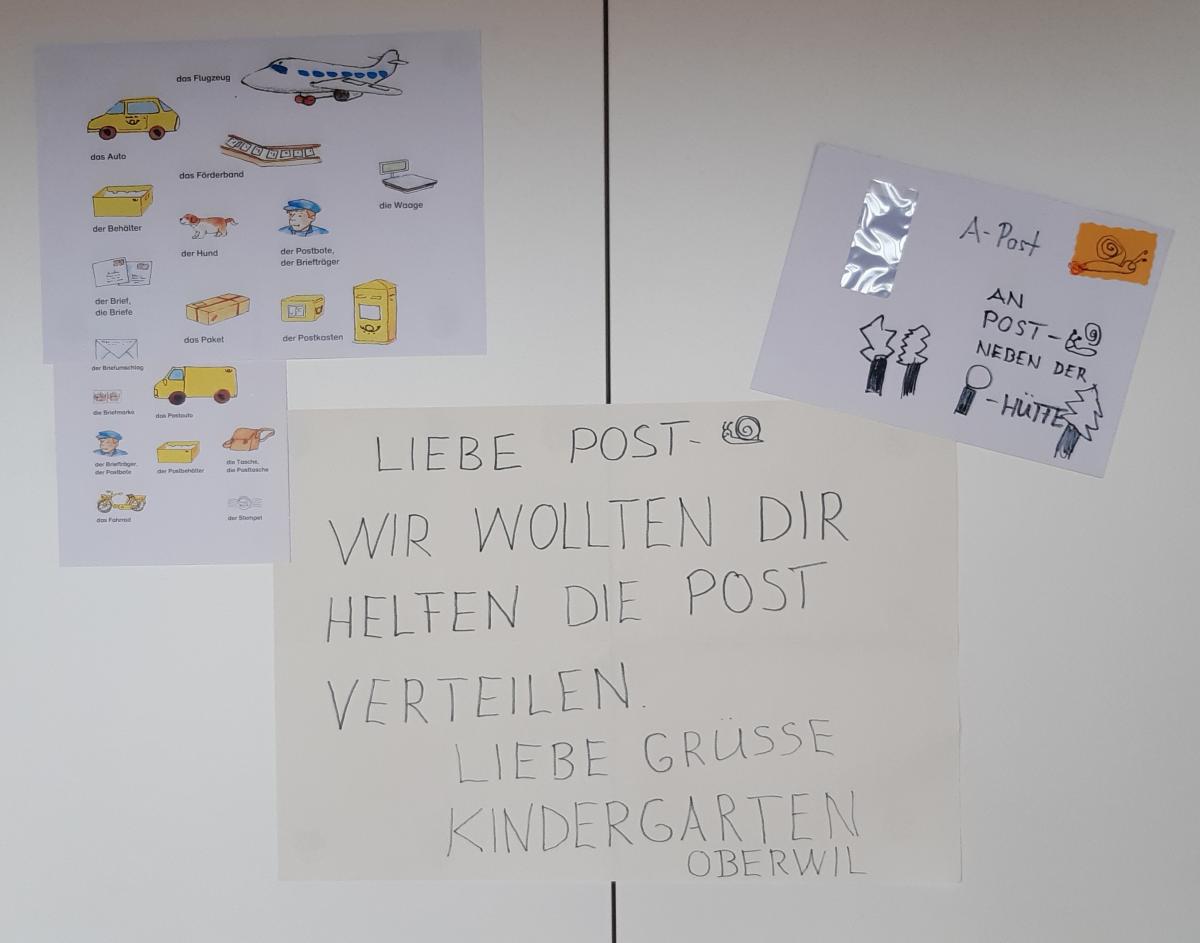 das Flugzeug
das Auto
das Förderband
die Waage
der Behälter
der Hund
der Postbote,
der Briefträger
der Brief,
die Briefe
das Paket
der Postkasten
der Briefumschlag
die Briefmarke
das Postauto
der Briefträger,
der Postbote
der Postbehälter
die Tasche,
die Posttasche
das Fahrrad
der Stempel
A-Post
AN
POST-
NEBEN DER
-HÜTTE
LIEBE POST-
WIR WOLLTEN DIR
HELFEN DIE POST
VERTEILEN.
LIEBE GRÜSSE
KINDERGARTEN
OBERWIL